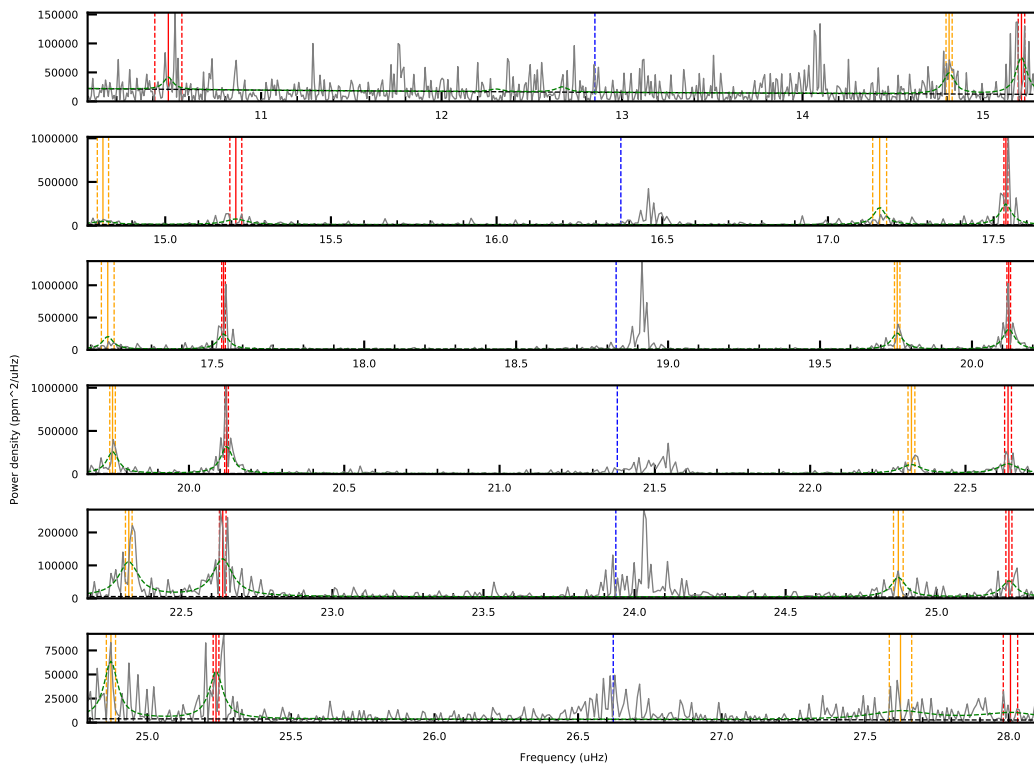 150000
100000
50000
0
11 12 13 14 15
1000000
500000
0
15.0 15.5 16.0 16.5 17.0 17.5
1000000
500000
0
17.5 18.0 18.5 19.0 19.5 20.0
Power density (ppm^2/uHz)
1000000
500000
0
20.0 20.5 21.0 21.5 22.0 22.5
200000
100000
0
22.5 23.0 23.5 24.0 24.5 25.0
75000
50000
25000
0
25.0 25.5 26.0 26.5 27.0 27.5 28.0
Frequency (uHz)